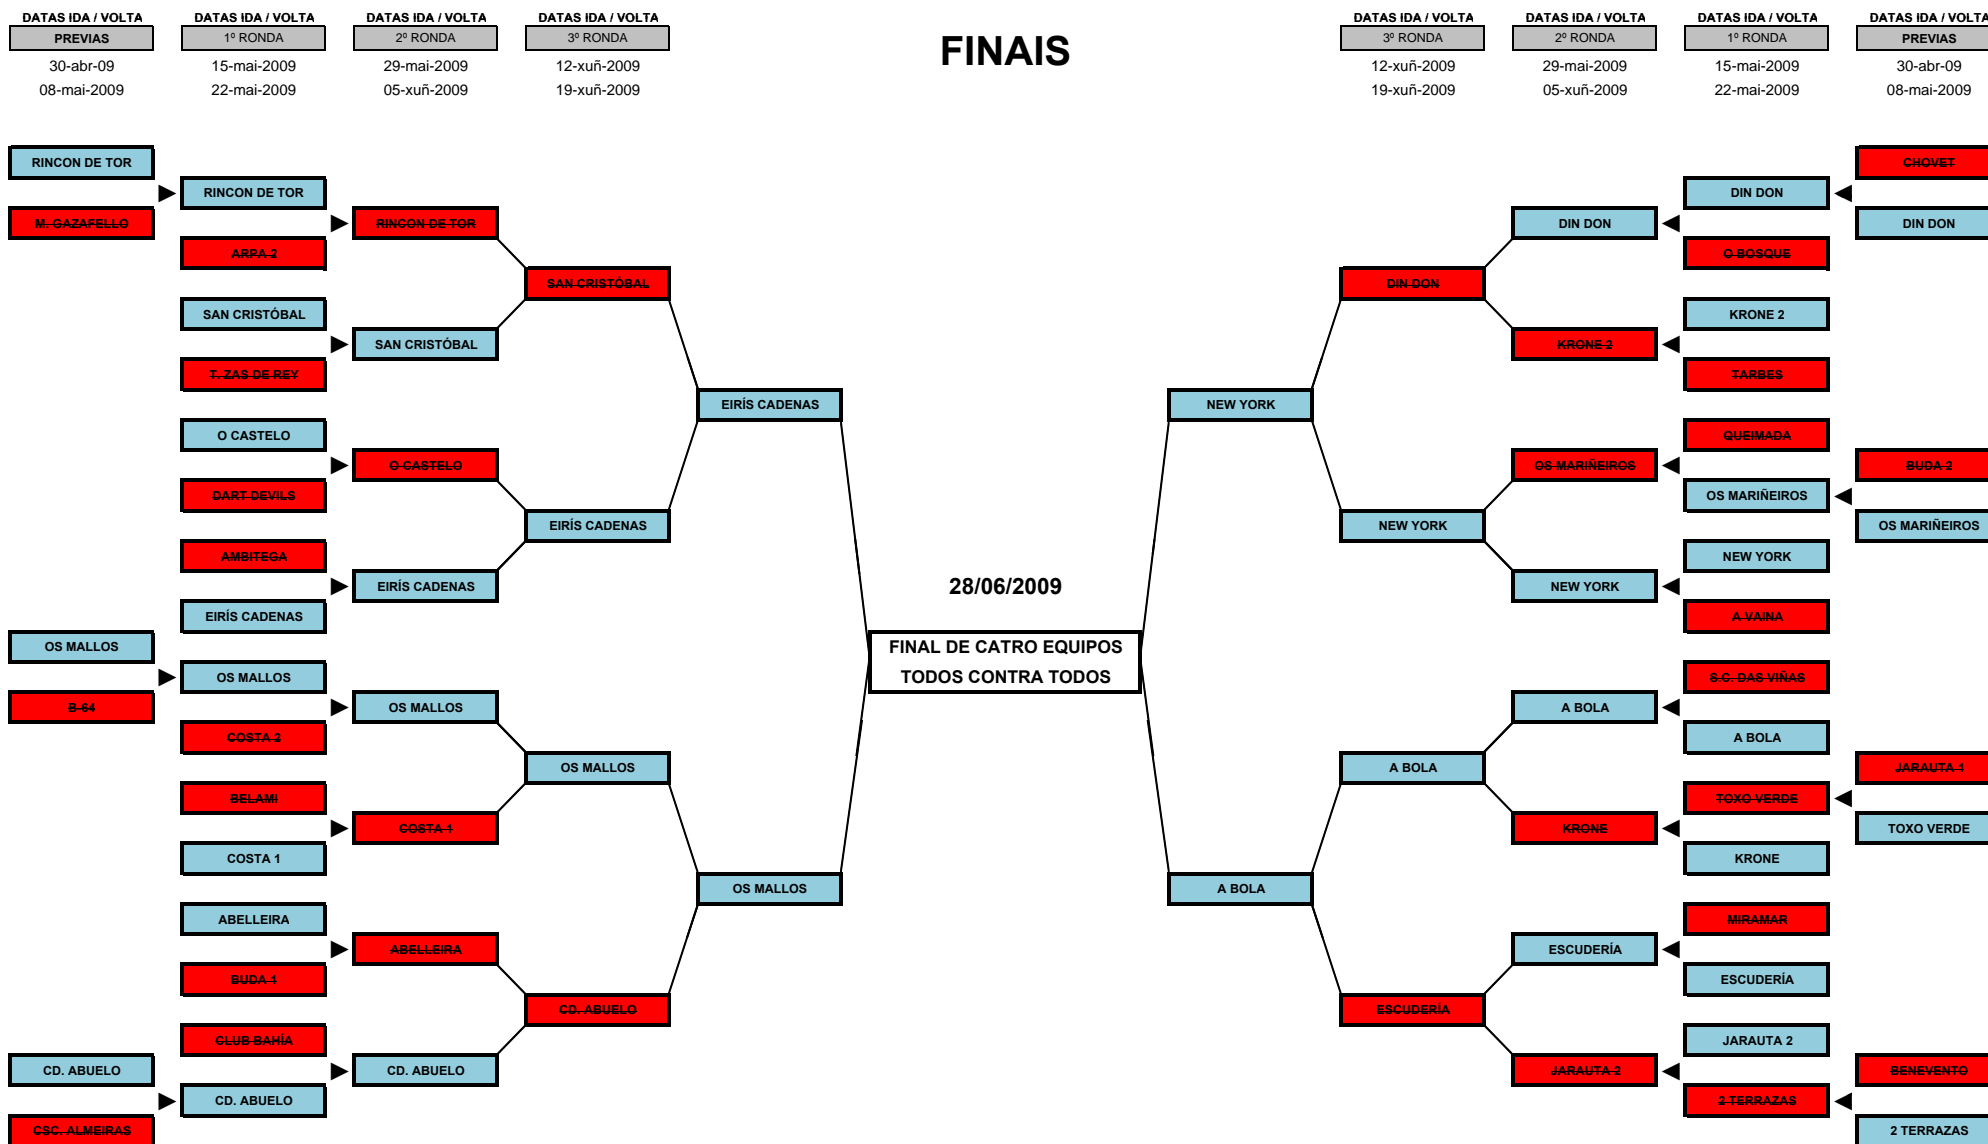 DATAS IDA / VOLTA DATAS IDA / VOLTA DATAS IDA / VOLTA DATAS IDA / VOLTA DATAS IDA / VOLTA DATAS IDA / VOLTA DATAS IDA / VOLTA DATAS IDA / VOLTA
PREVIAS 1º RONDA 2º RONDA 3º RONDA FINAIS 3º RONDA 2º RONDA 1º RONDA PREVIAS
30-abr-09 15-mai-2009 29-mai-2009 12-xuñ-2009 12-xuñ-2009 29-mai-2009 15-mai-2009 30-abr-09
08-mai-2009 22-mai-2009 05-xuñ-2009 19-xuñ-2009 19-xuñ-2009 05-xuñ-2009 22-mai-2009 08-mai-2009
RINCON DE TOR CHOVET
RINCON DE TOR DIN DON
M. GAZAFELLO RINCON DE TOR DIN DON DIN DON
ARPA 2 O BOSQUE
SAN CRISTÓBAL DIN DON
SAN CRISTÓBAL KRONE 2
SAN CRISTÓBAL KRONE 2
T. ZAS DE REY TARBES
EIRÍS CADENAS NEW YORK
O CASTELO QUEIMADA
O CASTELO OS MARIÑEIROS BUDA 2
DART DEVILS OS MARIÑEIROS
EIRÍS CADENAS NEW YORK OS MARIÑEIROS
AMBITEGA NEW YORK
EIRÍS CADENAS 28/06/2009 NEW YORK
EIRÍS CADENAS A VAINA
OS MALLOS FINAL DE CATRO EQUIPOS
OS MALLOS TODOS CONTRA TODOS S.C. DAS VIÑAS
B-64 OS MALLOS A BOLA
COSTA 2 A BOLA
OS MALLOS A BOLA JARAUTA 1
BELAMI TOXO VERDE
COSTA 1 KRONE TOXO VERDE
COSTA 1 KRONE
OS MALLOS A BOLA
ABELLEIRA MIRAMAR
ABELLEIRA ESCUDERÍA
BUDA 1 ESCUDERÍA
CD. ABUELO ESCUDERÍA
CLUB BAHÍA JARAUTA 2
CD. ABUELO CD. ABUELO JARAUTA 2 BENEVENTO
CD. ABUELO 2 TERRAZAS
CSC. ALMEIRAS 2 TERRAZAS